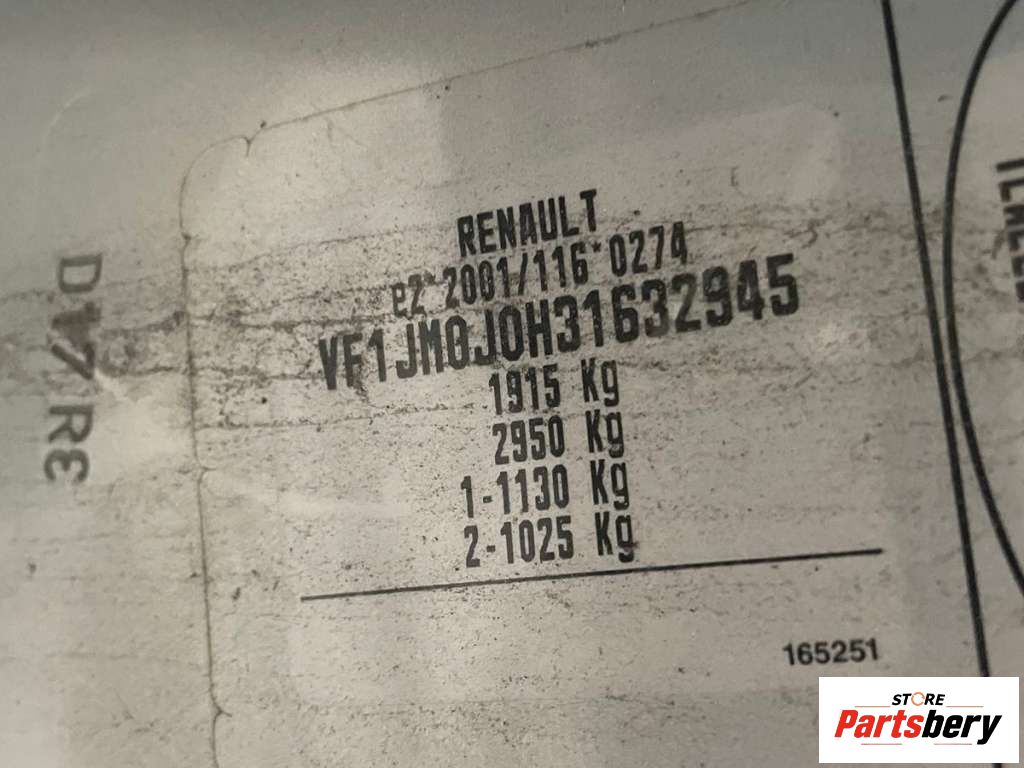 RENAULT
e2*2001/116*0274
VF1JM0J0H31632945
1915 Kg
2950 Kg
1-1130 Kg
2-1025 Kg
165251
STORE
Partsbery